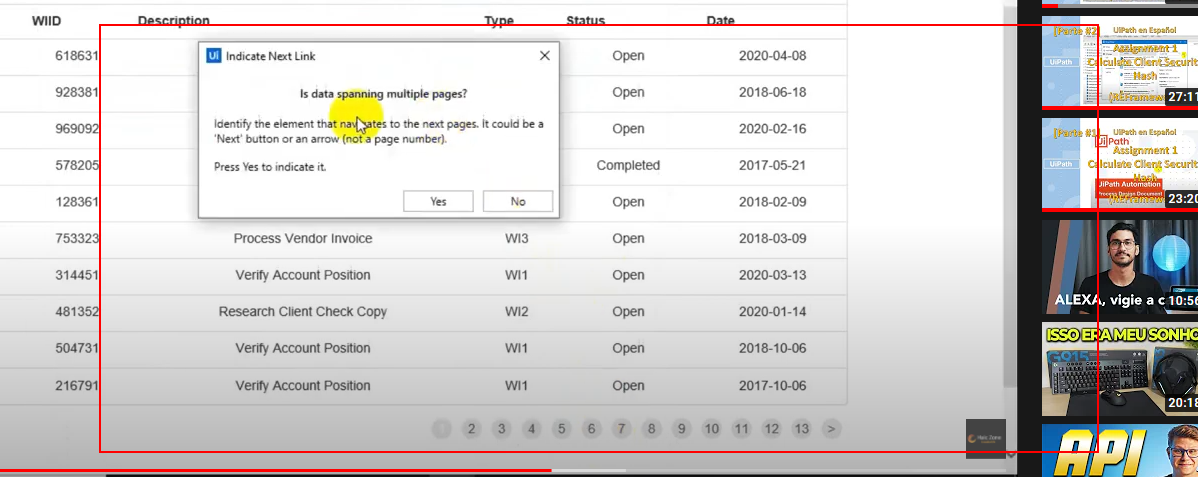 WIID Description Type Status Date
618631 Open 2020-04-08
928381 Open 2018-06-18
969092 Open 2020-02-16
578205 Completed 2017-05-21
128361 Open 2018-02-09
753323 Process Vendor Invoice WI3 Open 2018-03-09
314451 Verify Account Position WI1 Open 2020-03-13
481352 Research Client Check Copy WI2 Open 2020-01-14
504731 Verify Account Position WI1 Open 2018-10-06
216791 Verify Account Position WI1 Open 2017-10-06
1 2 3 4 5 6 7 8 9 10 11 12 13 >
Ui Indicate Next Link
Is data spanning multiple pages?
Identify the element that navigates to the next pages. It could be a
'Next' button or an arrow (not a page number).
Press Yes to indicate it.
Yes No
[Parte #2] UiPath en Español
Assignment 1
UiPath Calculate Client Securit
Hash
(REFramew 27:11
[Parte #1] UiPath en Español
Ui Path
Assignment 1
UiPath Calculate Client Securit
Hash
UiPath Automation
Process Design Document
23:20
ALEXA, vigie a c 10:56
ISSO ERA MEU SONHO
G915
20:18
API